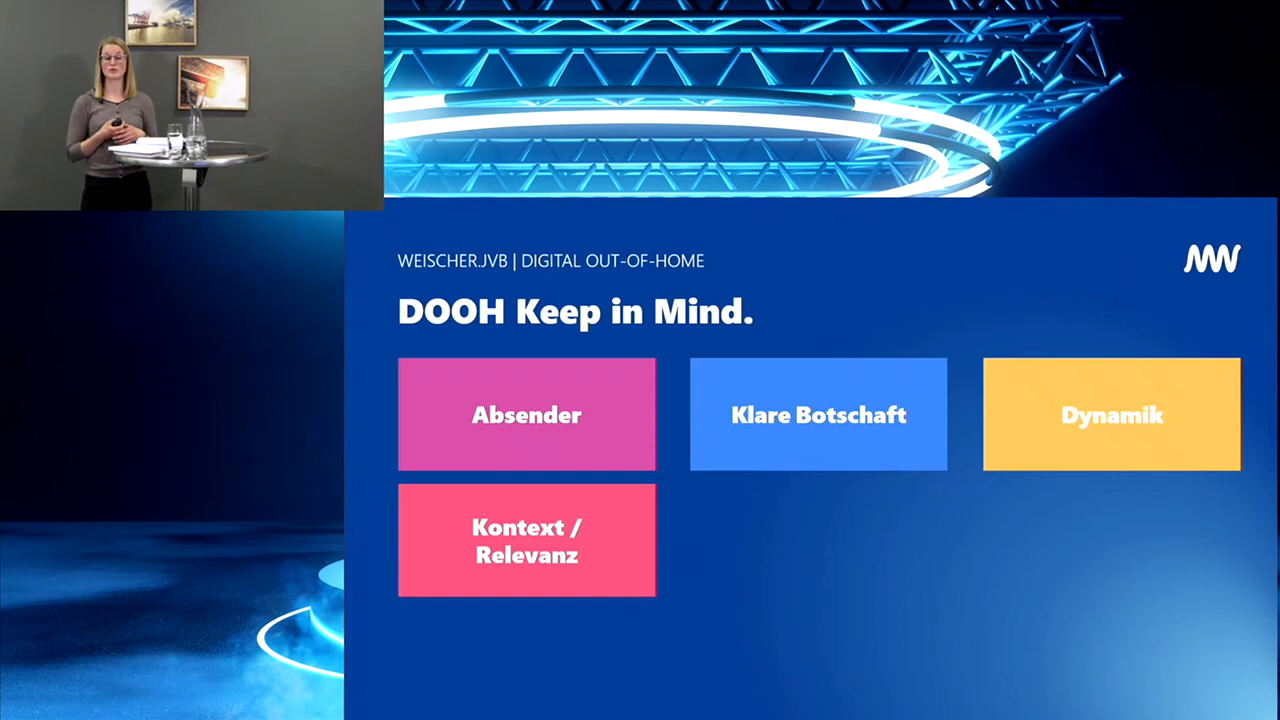 WEISCHER.JVB | DIGITAL OUT-OF-HOME
DOOH Keep in Mind.
Absender
Klare Botschaft
Dynamik
Kontext /
Relevanz